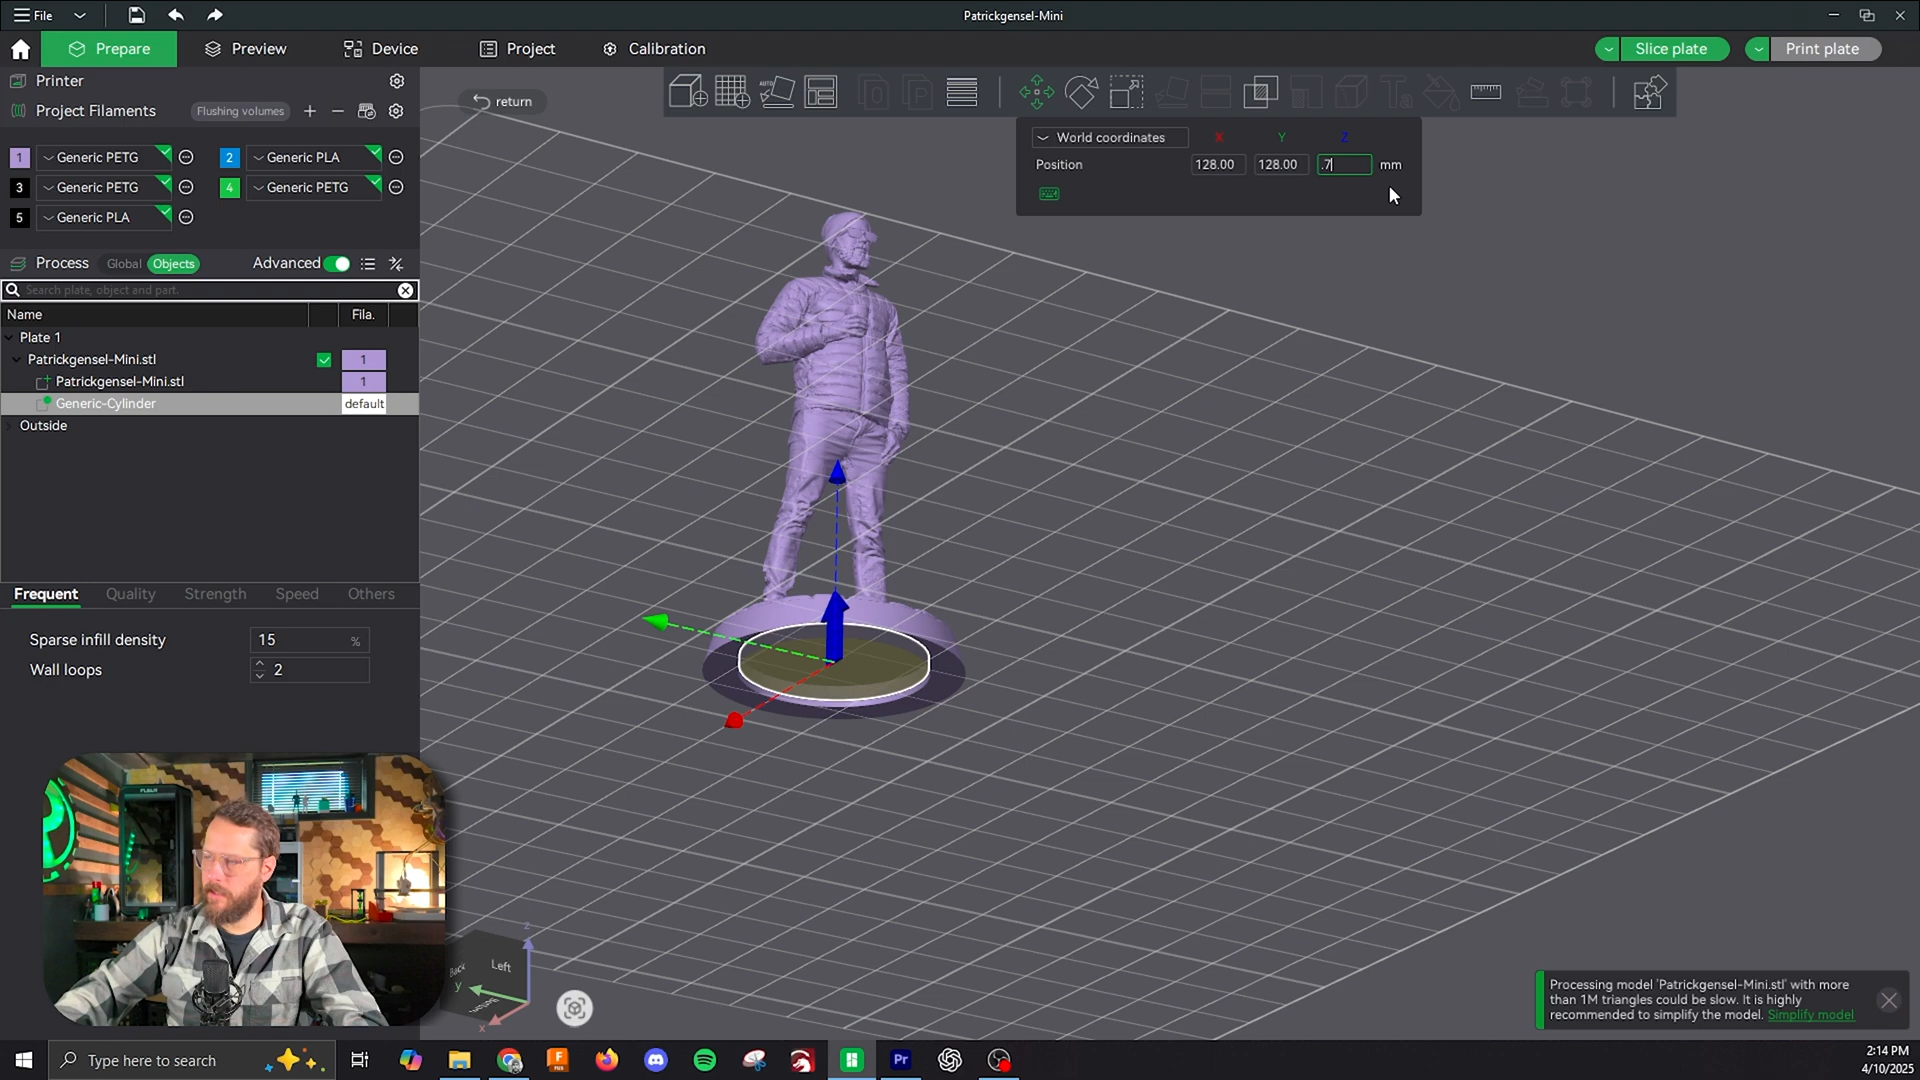 File
Patrickgensel-Mini
Prepare
Preview
Device
Project
Calibration
Slice plate
Print plate
Printer
Project Filaments
Flushing volumes
1 Generic PETG
2 Generic PLA
3 Generic PETG
4 Generic PETG
5 Generic PLA
return
AUTO
World coordinates X Y Z
Position 128.00 128.00 .7 mm
Process Global Objects Advanced
Search plate, object and part.
Name Fila.
Plate 1
Patrickgensel-Mini.stl 1
Patrickgensel-Mini.stl 1
Generic-Cylinder default
Outside
Frequent Quality Strength Speed Others
Sparse infill density 15 %
Wall loops 2
z
Back
Left
y
x
Processing model 'Patrickgensel-Mini.stl' with more
than 1M triangles could be slow. It is highly
recommended to simplify the model. Simplify model
Type here to search
F
Pr
2:14 PM
4/10/2025